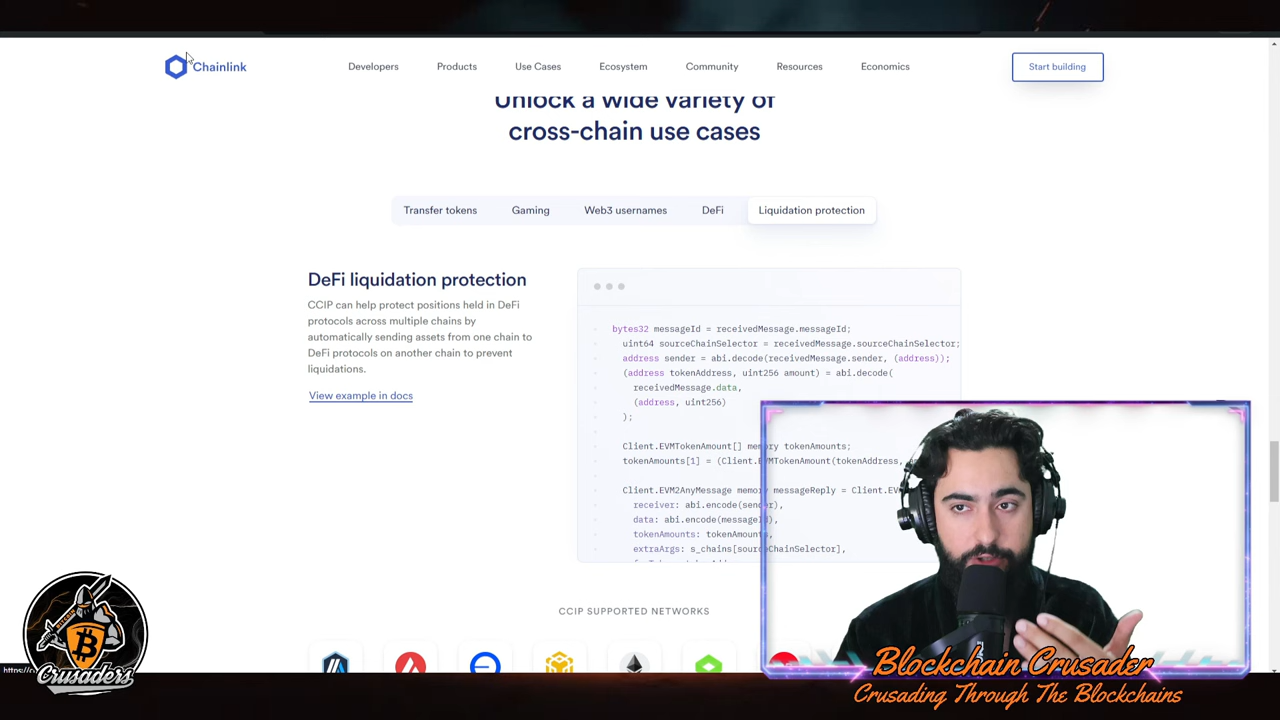 Chainlink
Developers
Products
Use Cases
Ecosystem
Community
Resources
Economics
Start building
Unlock a wide variety of
cross-chain use cases
Transfer tokens
Gaming
Web3 usernames
DeFi
Liquidation protection
DeFi liquidation protection
CCIP can help protect positions held in DeFi
protocols across multiple chains by
automatically sending assets from one chain to
DeFi protocols on another chain to prevent
liquidations.
View example in docs
bytes32 messageId = receivedMessage.messageId;
uint64 sourceChainSelector = receivedMessage.sourceChainSelector;
address sender = abi.decode(receivedMessage.sender, (address));
(address tokenAddress, uint256 amount) = abi.decode(
receivedMessage.data,
(address, uint256)
);
Client.EVMTokenAmount[] memory tokenAmounts;
tokenAmounts[1] = (Client.EVMTokenAmount(tokenAddress,
Client.EVM2AnyMessage memory messageReply = Client.EV
receiver: abi.encode(sender),
data: abi.encode(messageId),
tokenAmounts: tokenAmounts,
extraArgs: s_chains[sourceChainSelector],
CCIP SUPPORTED NETWORKS
Crusaders
Blockchain Crusader
Crusading Through The Blockchains